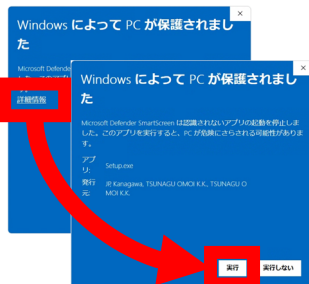 Windows によって PC が保護されまし
た
Microsoft Defende
詳細情報
Windows によって PC が保護されまし
た
Microsoft Defender SmartScreen は認識されないアプリの起動を停止しま
した。このアプリを実行すると、PC が危険にさらされる可能性がありま
す。
アプ
リ:
Setup.exe
発行
元:
JP, Kanagawa, TSUNAGU OMOI K.K., TSUNAGU O
MOI K.K.
実行
実行しない